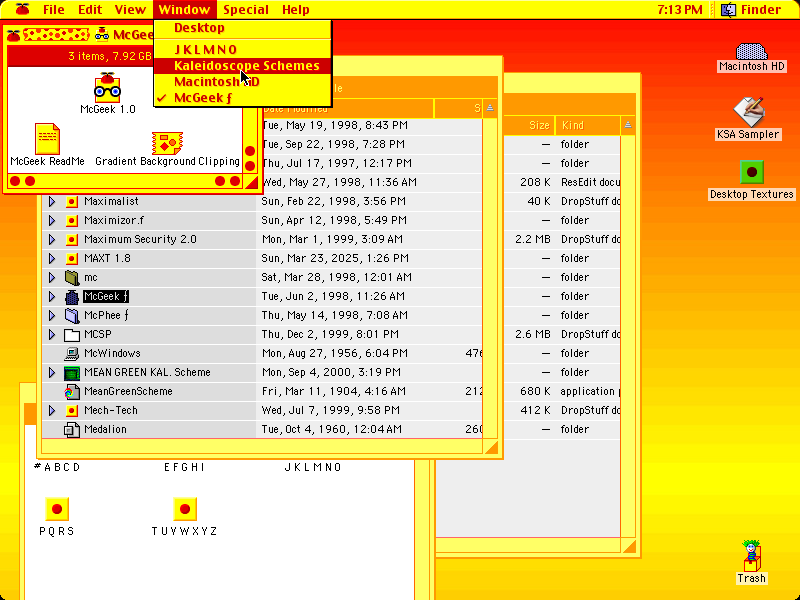 File Edit View Window Special Help 7:13 PM Finder
Desktop
J K L M N O
Kaleidoscope Schemes
Macintosh HD
✓ McGeek ƒ
McGee
3 items, 7.92 GB
McGeek 1.0
McGeek ReadMe Gradient Background Clipping
Date Modified S
Tue, May 19, 1998, 8:43 PM
Tue, Sep 22, 1998, 7:28 PM
Thu, Jul 17, 1997, 12:17 PM
Wed, May 27, 1998, 11:36 AM
Maximalist Sun, Feb 22, 1998, 3:56 PM
Maximizor.f Sun, Apr 12, 1998, 5:49 PM
Maximum Security 2.0 Mon, Mar 1, 1999, 3:09 AM
MAXT 1.8 Sun, Mar 23, 2025, 1:26 PM
mc Sat, Mar 28, 1998, 12:01 AM
McGeek ƒ Tue, Jun 2, 1998, 11:26 AM
McPhee ƒ Thu, May 14, 1998, 7:08 AM
MCSP Thu, Dec 2, 1999, 8:01 PM
McWindows Mon, Aug 27, 1956, 6:04 PM 476
MEAN GREEN KAL. Scheme Mon, Sep 4, 2000, 3:19 PM
MeanGreenScheme Fri, Mar 11, 1904, 4:16 AM 212
Mech-Tech Wed, Jul 7, 1999, 9:58 PM
Medalion Tue, Oct 4, 1960, 12:04 AM 260
Size Kind
— folder
— folder
— folder
208 K ResEdit docu
40 K DropStuff do
— folder
2.2 MB DropStuff do
— folder
— folder
— folder
— folder
2.6 MB DropStuff do
— folder
— folder
680 K application p
412 K DropStuff do
— folder
# A B C D E F G H I J K L M N O
P Q R S T U V W X Y Z
Macintosh HD
KSA Sampler
Desktop Textures
Trash